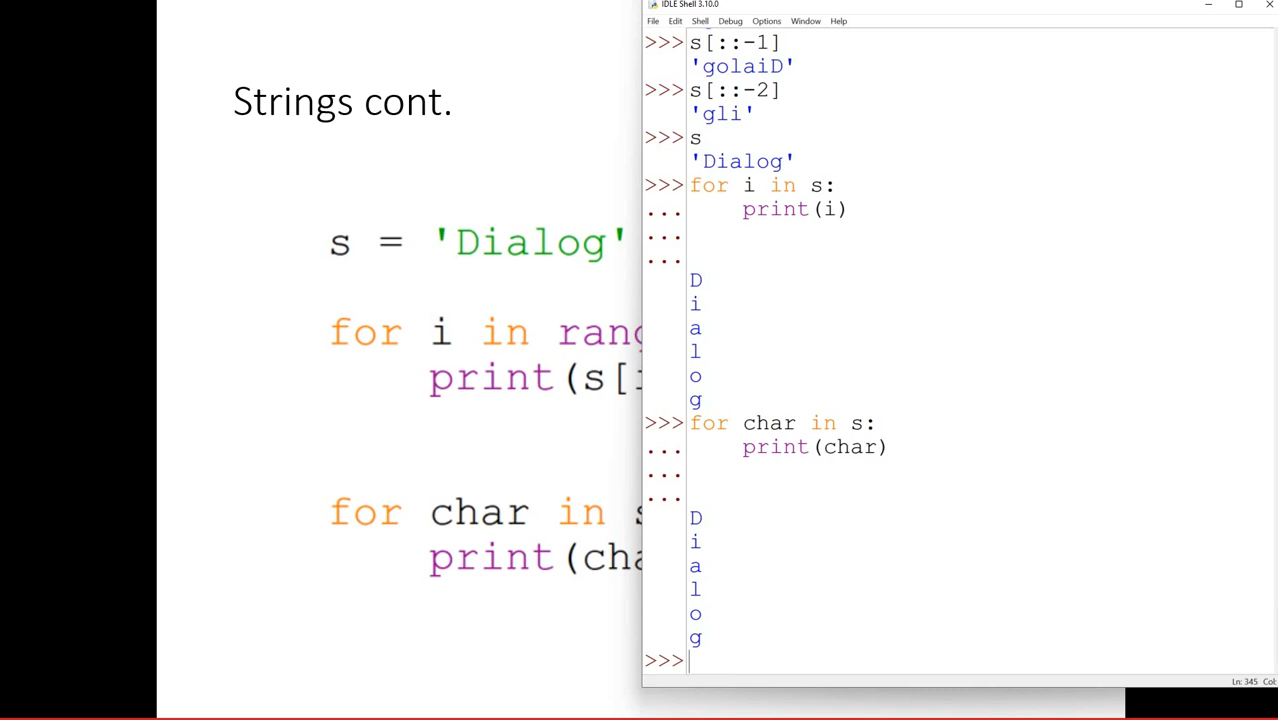 Strings cont.
s = 'Dialog'
for i in rang
print(s[i
for char in s
print(cha
IDLE Shell 3.10.0
File Edit Shell Debug Options Window Help
>>> s[::-1]
'golaiD'
>>> s[::-2]
'gli'
>>> s
'Dialog'
>>> for i in s:
... print(i)
...
...
D
i
a
l
o
g
>>> for char in s:
... print(char)
...
...
D
i
a
l
o
g
>>>
Ln: 345 Col: